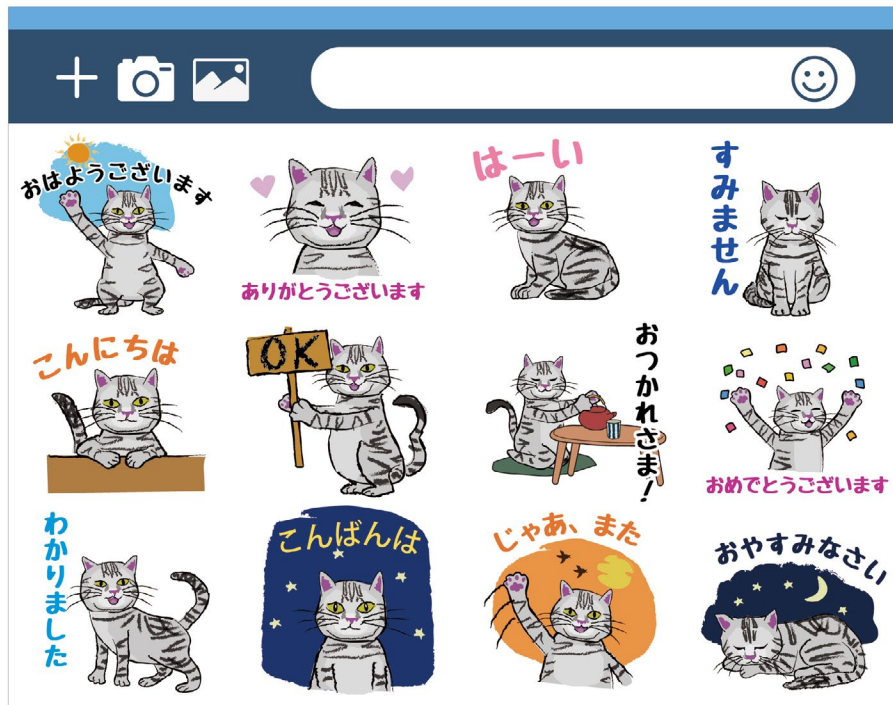 おはようございます
ありがとうございます
はーい
すみません
こんにちは
OK
おつかれさま!
おめでとうございます
わかりました
こんばんは
じゃあ、また
おやすみなさい